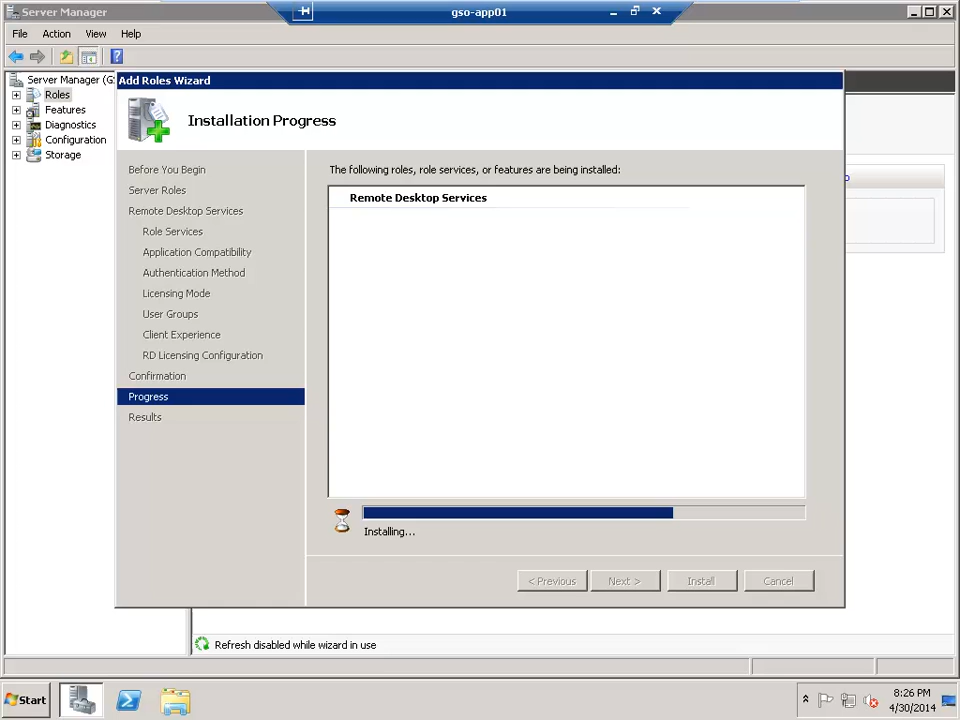 Server Manager
gso-app01
File Action View Help
Server Manager (G
Roles
Features
Diagnostics
Configuration
Storage
Add Roles Wizard
Installation Progress
Before You Begin
Server Roles
Remote Desktop Services
Role Services
Application Compatibility
Authentication Method
Licensing Mode
User Groups
Client Experience
RD Licensing Configuration
Confirmation
Progress
Results
The following roles, role services, or features are being installed:
Remote Desktop Services
Installing...
< Previous Next > Install Cancel
Refresh disabled while wizard in use
Start
8:26 PM
4/30/2014